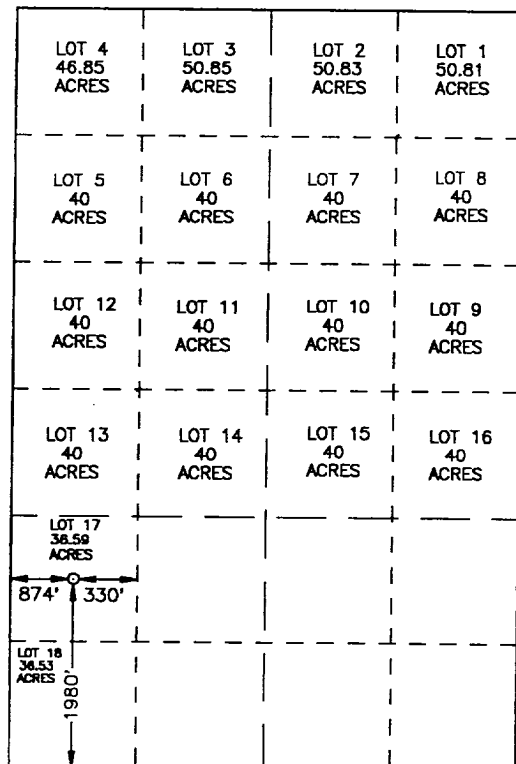 LOT 4
46.85
ACRES
LOT 3
50.85
ACRES
LOT 2
50.83
ACRES
LOT 1
50.81
ACRES
LOT 5
40
ACRES
LOT 6
40
ACRES
LOT 7
40
ACRES
LOT 8
40
ACRES
LOT 12
40
ACRES
LOT 11
40
ACRES
LOT 10
40
ACRES
LOT 9
40
ACRES
LOT 13
40
ACRES
LOT 14
40
ACRES
LOT 15
40
ACRES
LOT 16
40
ACRES
LOT 17
36.59
ACRES
874'
330'
LOT 18
36.53
ACRES
1980'